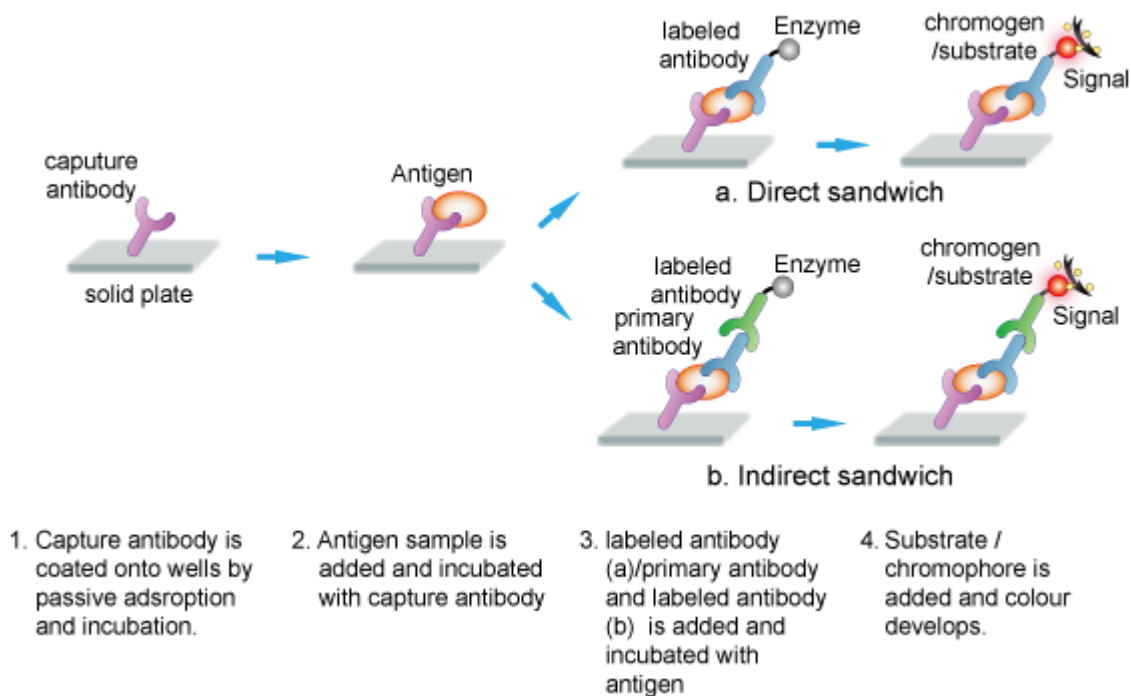 caputure
antibody
solid plate
Antigen
labeled
antibody
Enzyme
chromogen
/substrate
Signal
a. Direct sandwich
labeled
antibody
Enzyme
primary
antibody
chromogen
/substrate
Signal
b. Indirect sandwich
1. Capture antibody is
coated onto wells by
passive adsroption
and incubation.
2. Antigen sample is
added and incubated
with capture antibody
3. labeled antibody
(a)/primary antibody
and labeled antibody
(b) is added and
incubated with
antigen
4. Substrate /
chromophore is
added and colour
develops.